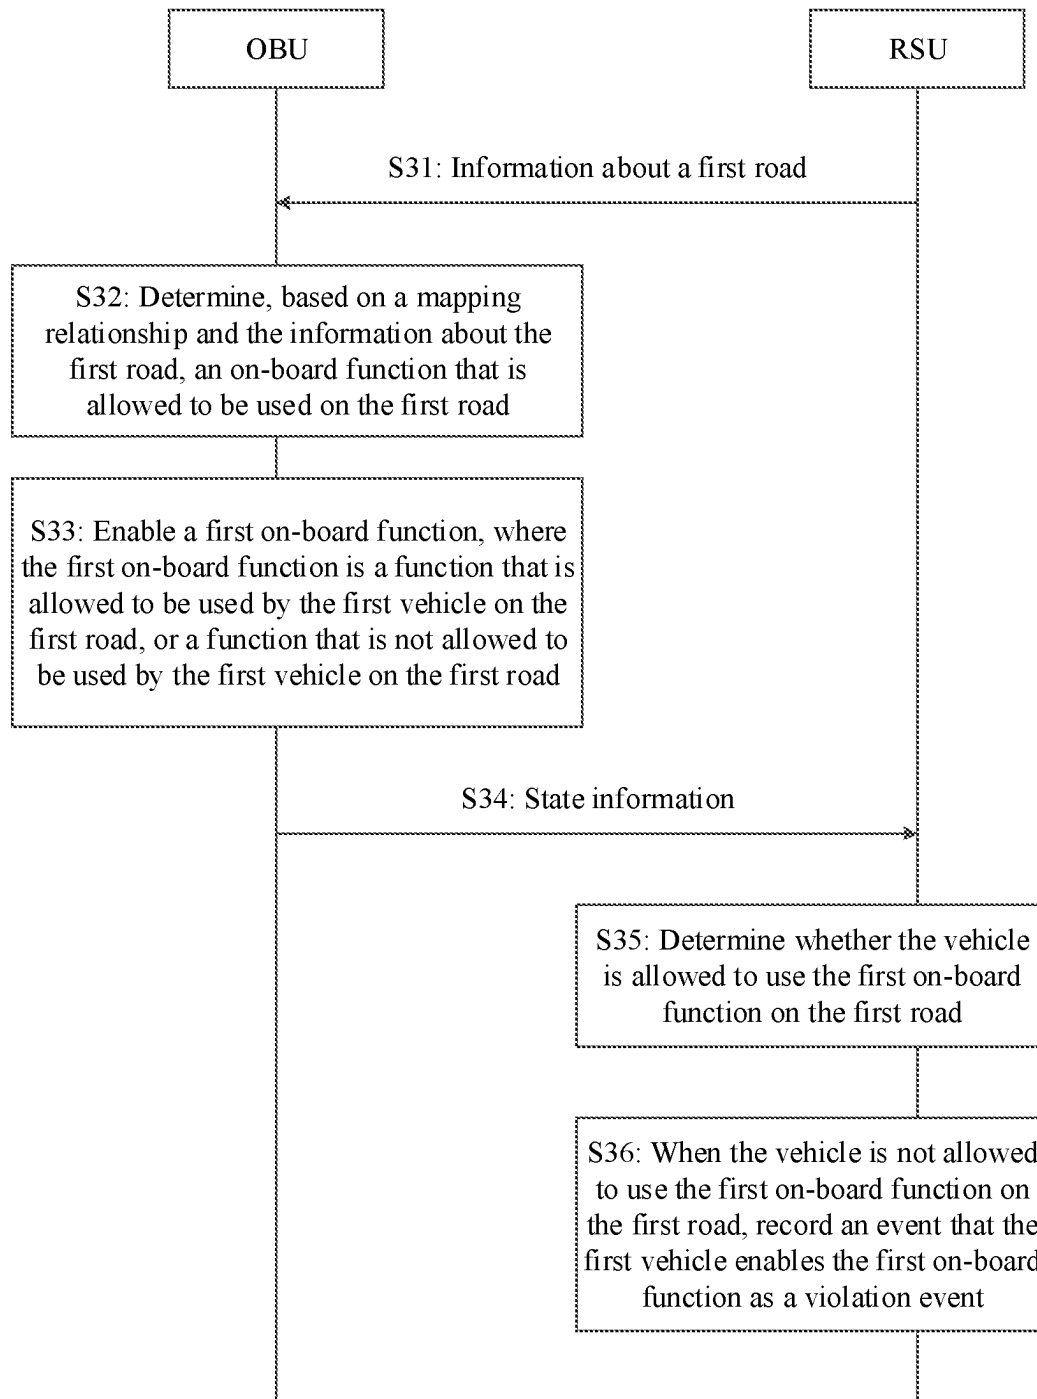 OBU
RSU
S31: Information about a first road
S32: Determine, based on a mapping
relationship and the information about the
first road, an on-board function that is
allowed to be used on the first road
S33: Enable a first on-board function, where
the first on-board function is a function that is
allowed to be used by the first vehicle on the
first road, or a function that is not allowed to
be used by the first vehicle on the first road
S34: State information
S35: Determine whether the vehicle
is allowed to use the first on-board
function on the first road
S36: When the vehicle is not allowed
to use the first on-board function on
the first road, record an event that the
first vehicle enables the first on-board
function as a violation event